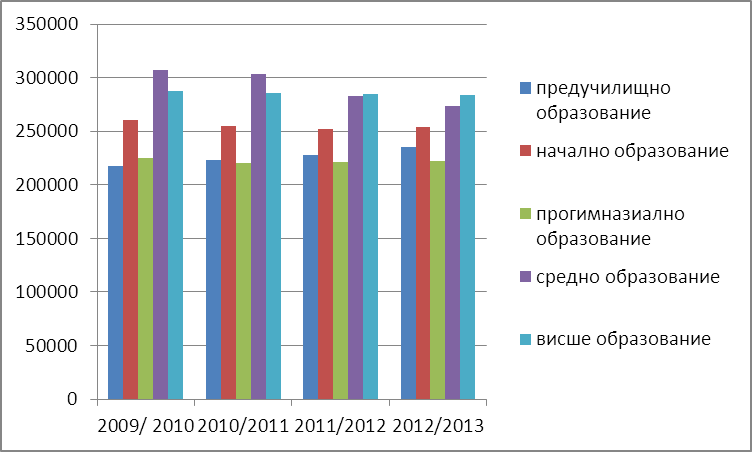 350000
300000
250000
200000
150000
100000
50000
0
2009/ 2010 2010/2011 2011/2012 2012/2013
предучилищно
образование
начално образование
прогимназиално
образование
средно образование
висше образование